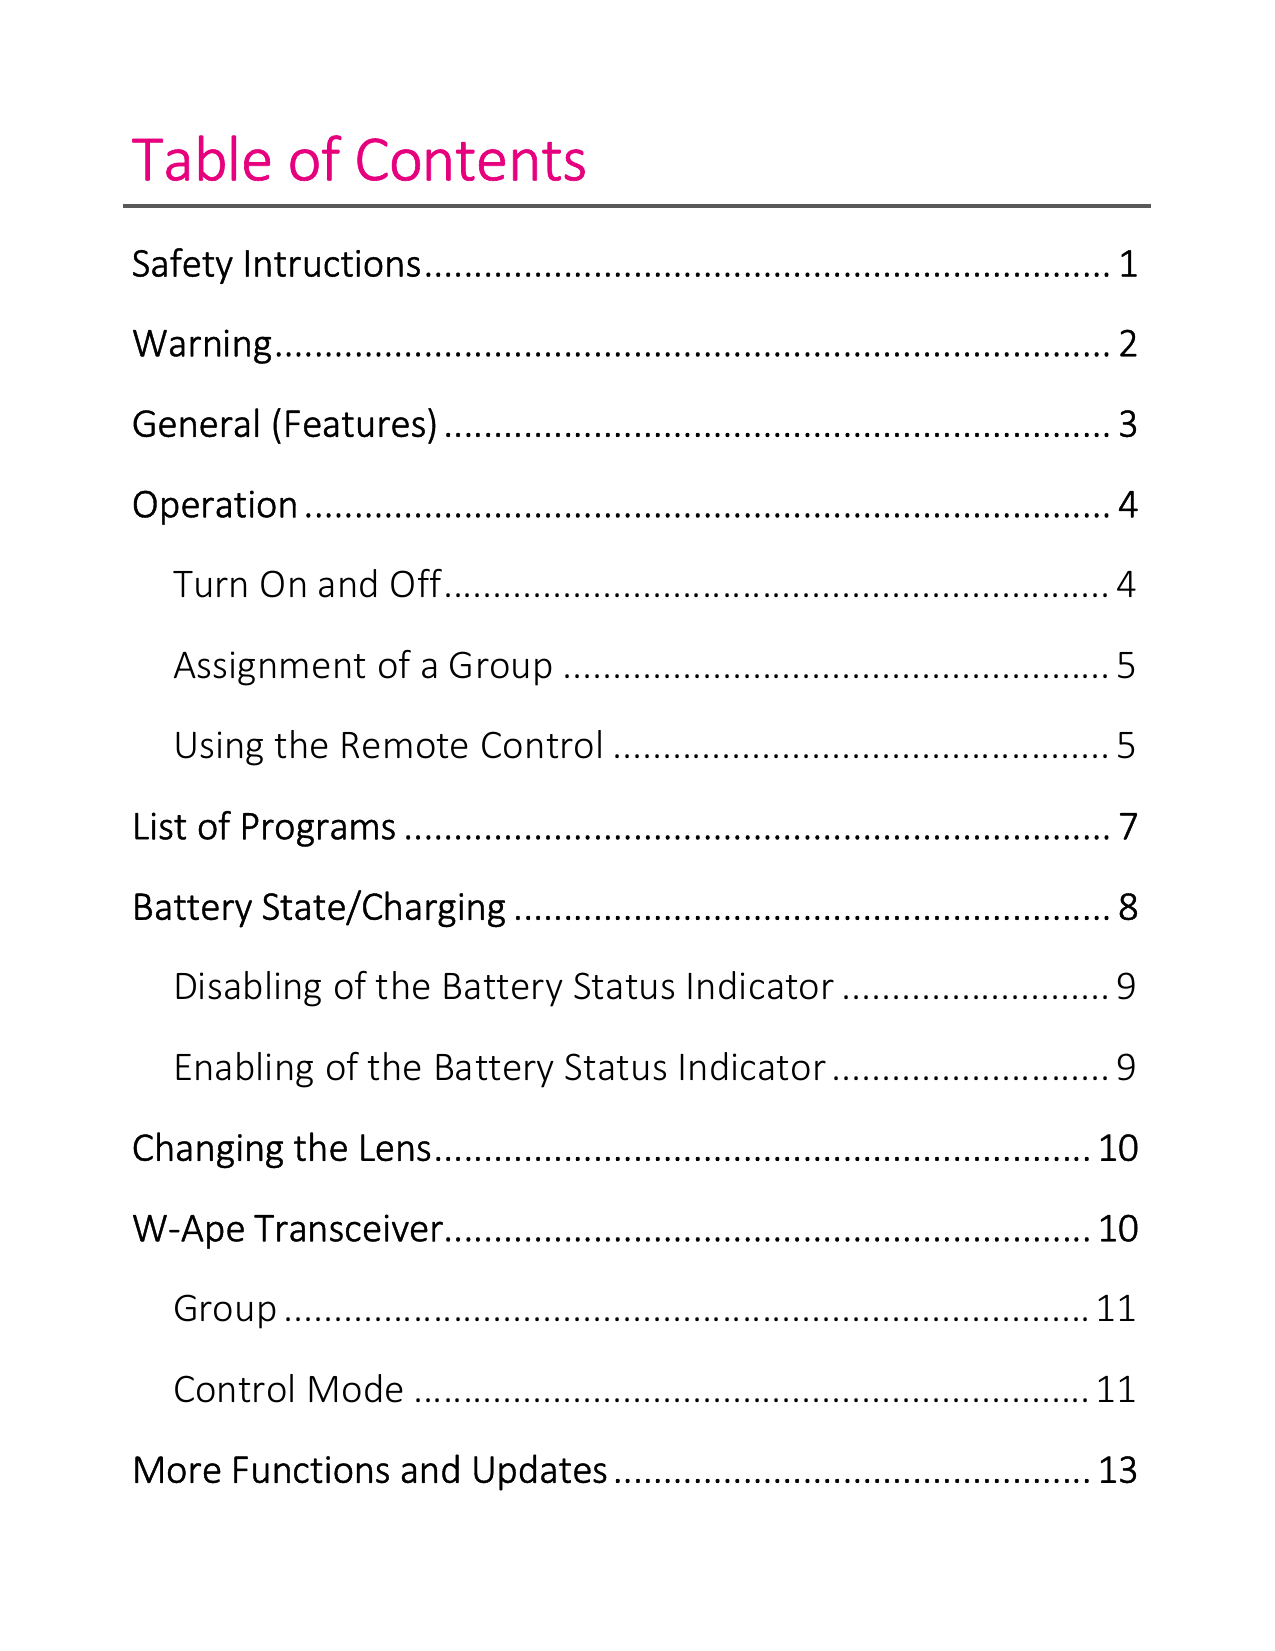 Table of Contents
Safety Intructions ........................................................................ 1
Warning ........................................................................ 2
General (Features) ........................................................................ 3
Operation ........................................................................ 4
Turn On and Off ........................................................................ 4
Assignment of a Group ........................................................................ 5
Using the Remote Control ........................................................................ 5
List of Programs ........................................................................ 7
Battery State/Charging ........................................................................ 8
Disabling of the Battery Status Indicator ........................... 9
Enabling of the Battery Status Indicator ............................ 9
Changing the Lens .................................................................. 10
W-Ape Transceiver ................................................................. 10
Group ................................................................................. 11
Control Mode .................................................................... 11
More Functions and Updates ................................................ 13